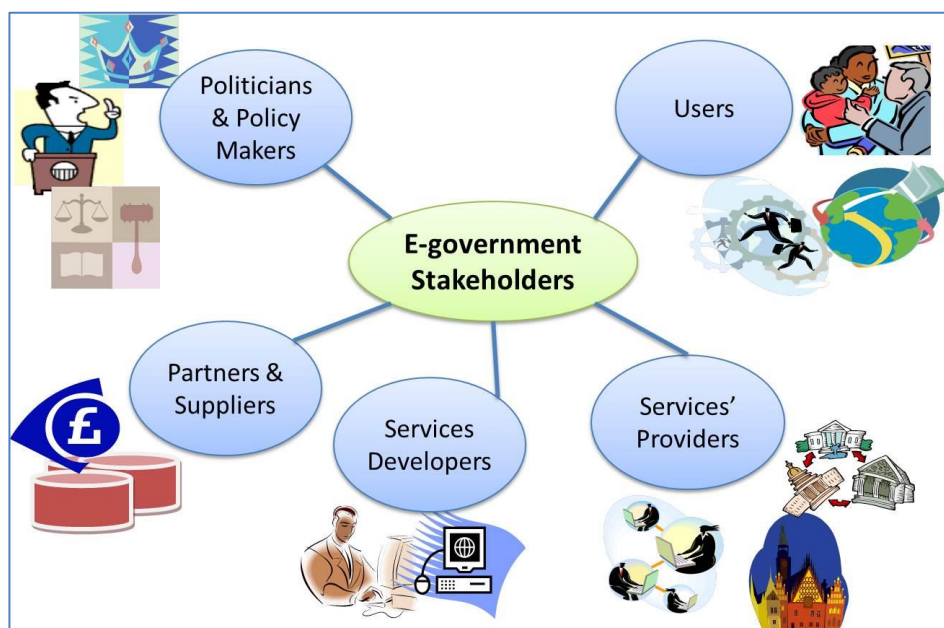 Politicians
& Policy
Makers
Users
E-government
Stakeholders
Partners &
Suppliers
Services
Developers
Services’
Providers
£